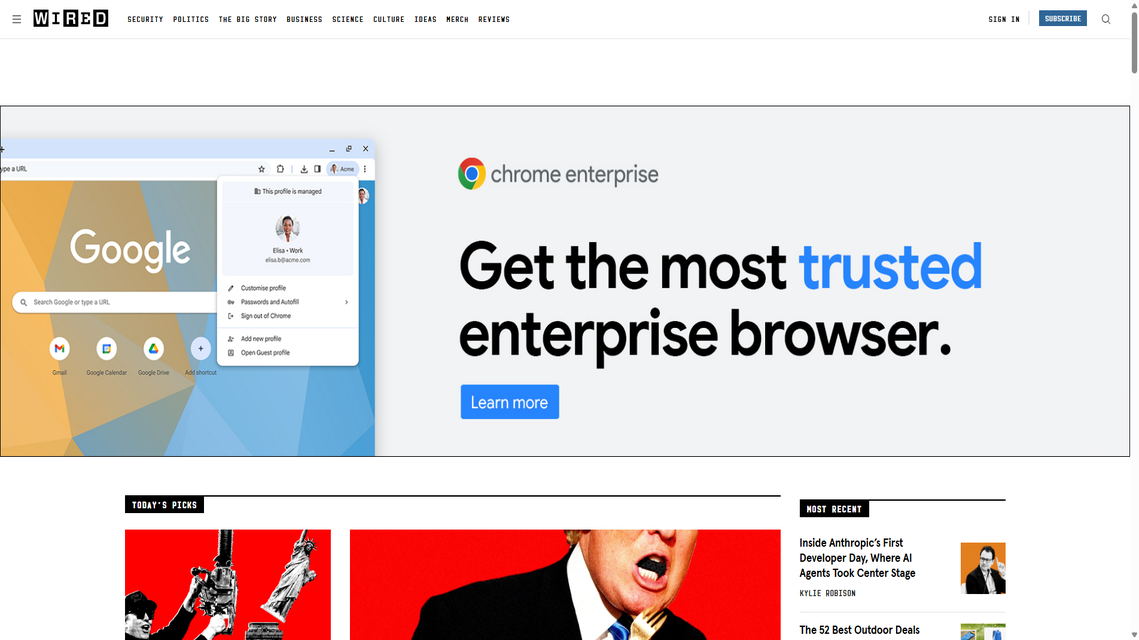 WIRED
SECURITY POLITICS THE BIG STORY BUSINESS SCIENCE CULTURE IDEAS MERCH REVIEWS
SIGN IN
SUBSCRIBE
ype a URL
Acme
This profile is managed
Elisa • Work
elisa.b@acme.com
Customise profile
Passwords and Autofill
Sign out of Chrome
Add new profile
Open Guest profile
Google
Search Google or type a URL
Gmail
Google Calendar
Google Drive
Add shortcut
chrome enterprise
Get the most trusted
enterprise browser.
Learn more
TODAY'S PICKS
MOST RECENT
Inside Anthropic's First
Developer Day, Where AI
Agents Took Center Stage
KYLIE ROBISON
The 52 Best Outdoor Deals